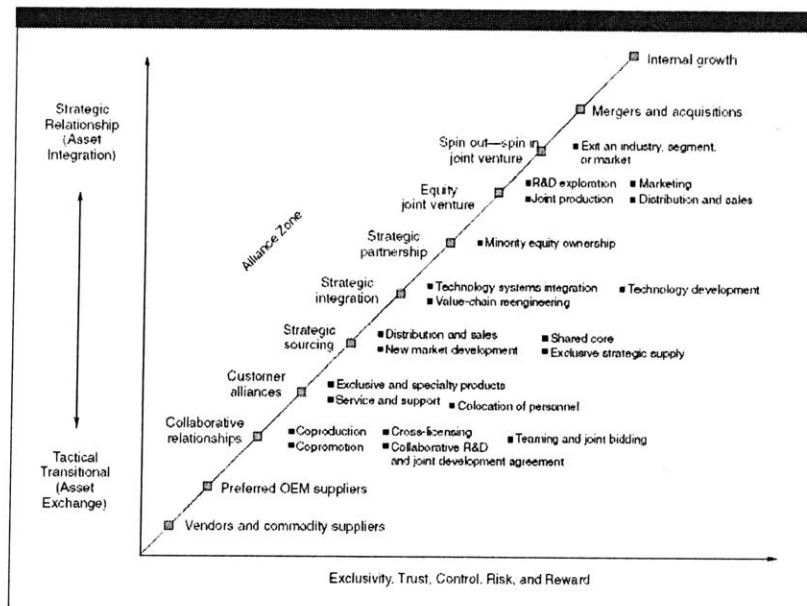 Internal growth
Mergers and acquisitions
Strategic
Relationship
(Asset
Integration)
Spin out—spin in
joint venture
Exit an industry, segment,
or market
Equity
joint venture
R&D exploration
Marketing
Joint production
Distribution and sales
Alliance Zone
Strategic
partnership
Minority equity ownership
Strategic
integration
Technology systems integration
Technology development
Value-chain reengineering
Strategic
sourcing
Distribution and sales
Shared core
New market development
Exclusive strategic supply
Customer
alliances
Exclusive and specialty products
Service and support
Colocation of personnel
Collaborative
relationships
Coproduction
Cross-licensing
Teaming and joint bidding
Copromotion
Collaborative R&D
and joint development agreement
Tactical
Transitional
(Asset
Exchange)
Preferred OEM suppliers
Vendors and commodity suppliers
Exclusivity, Trust, Control, Risk, and Reward